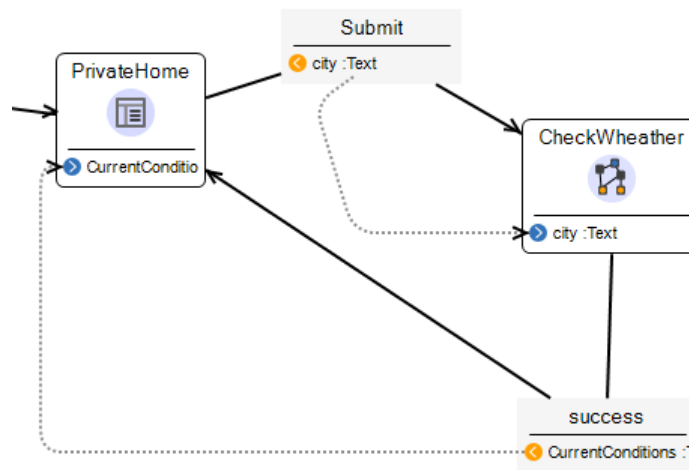 Submit
city :Text
PrivateHome
CurrentConditio
CheckWheather
city :Text
success
CurrentConditions :T